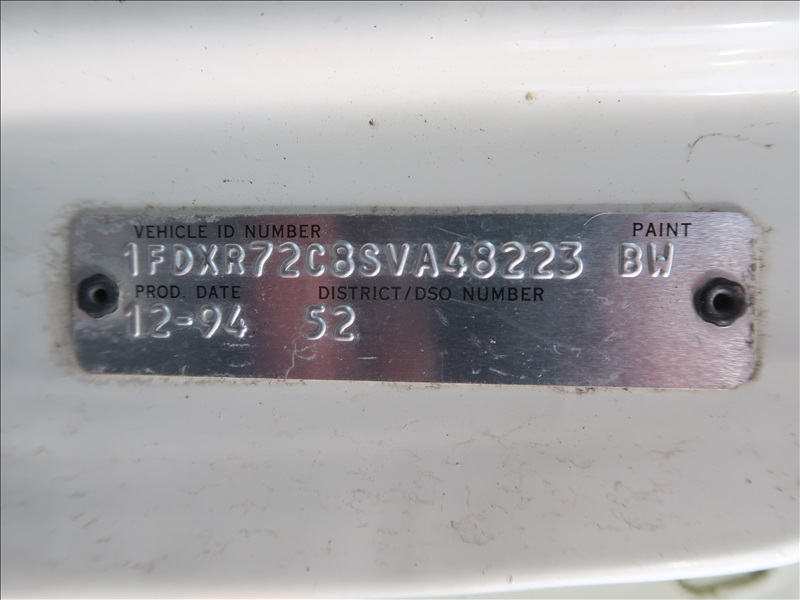 VEHICLE ID NUMBER PAINT
1FDXR72C8SVA48223 BW
PROD. DATE DISTRICT/DSO NUMBER
12-94 52